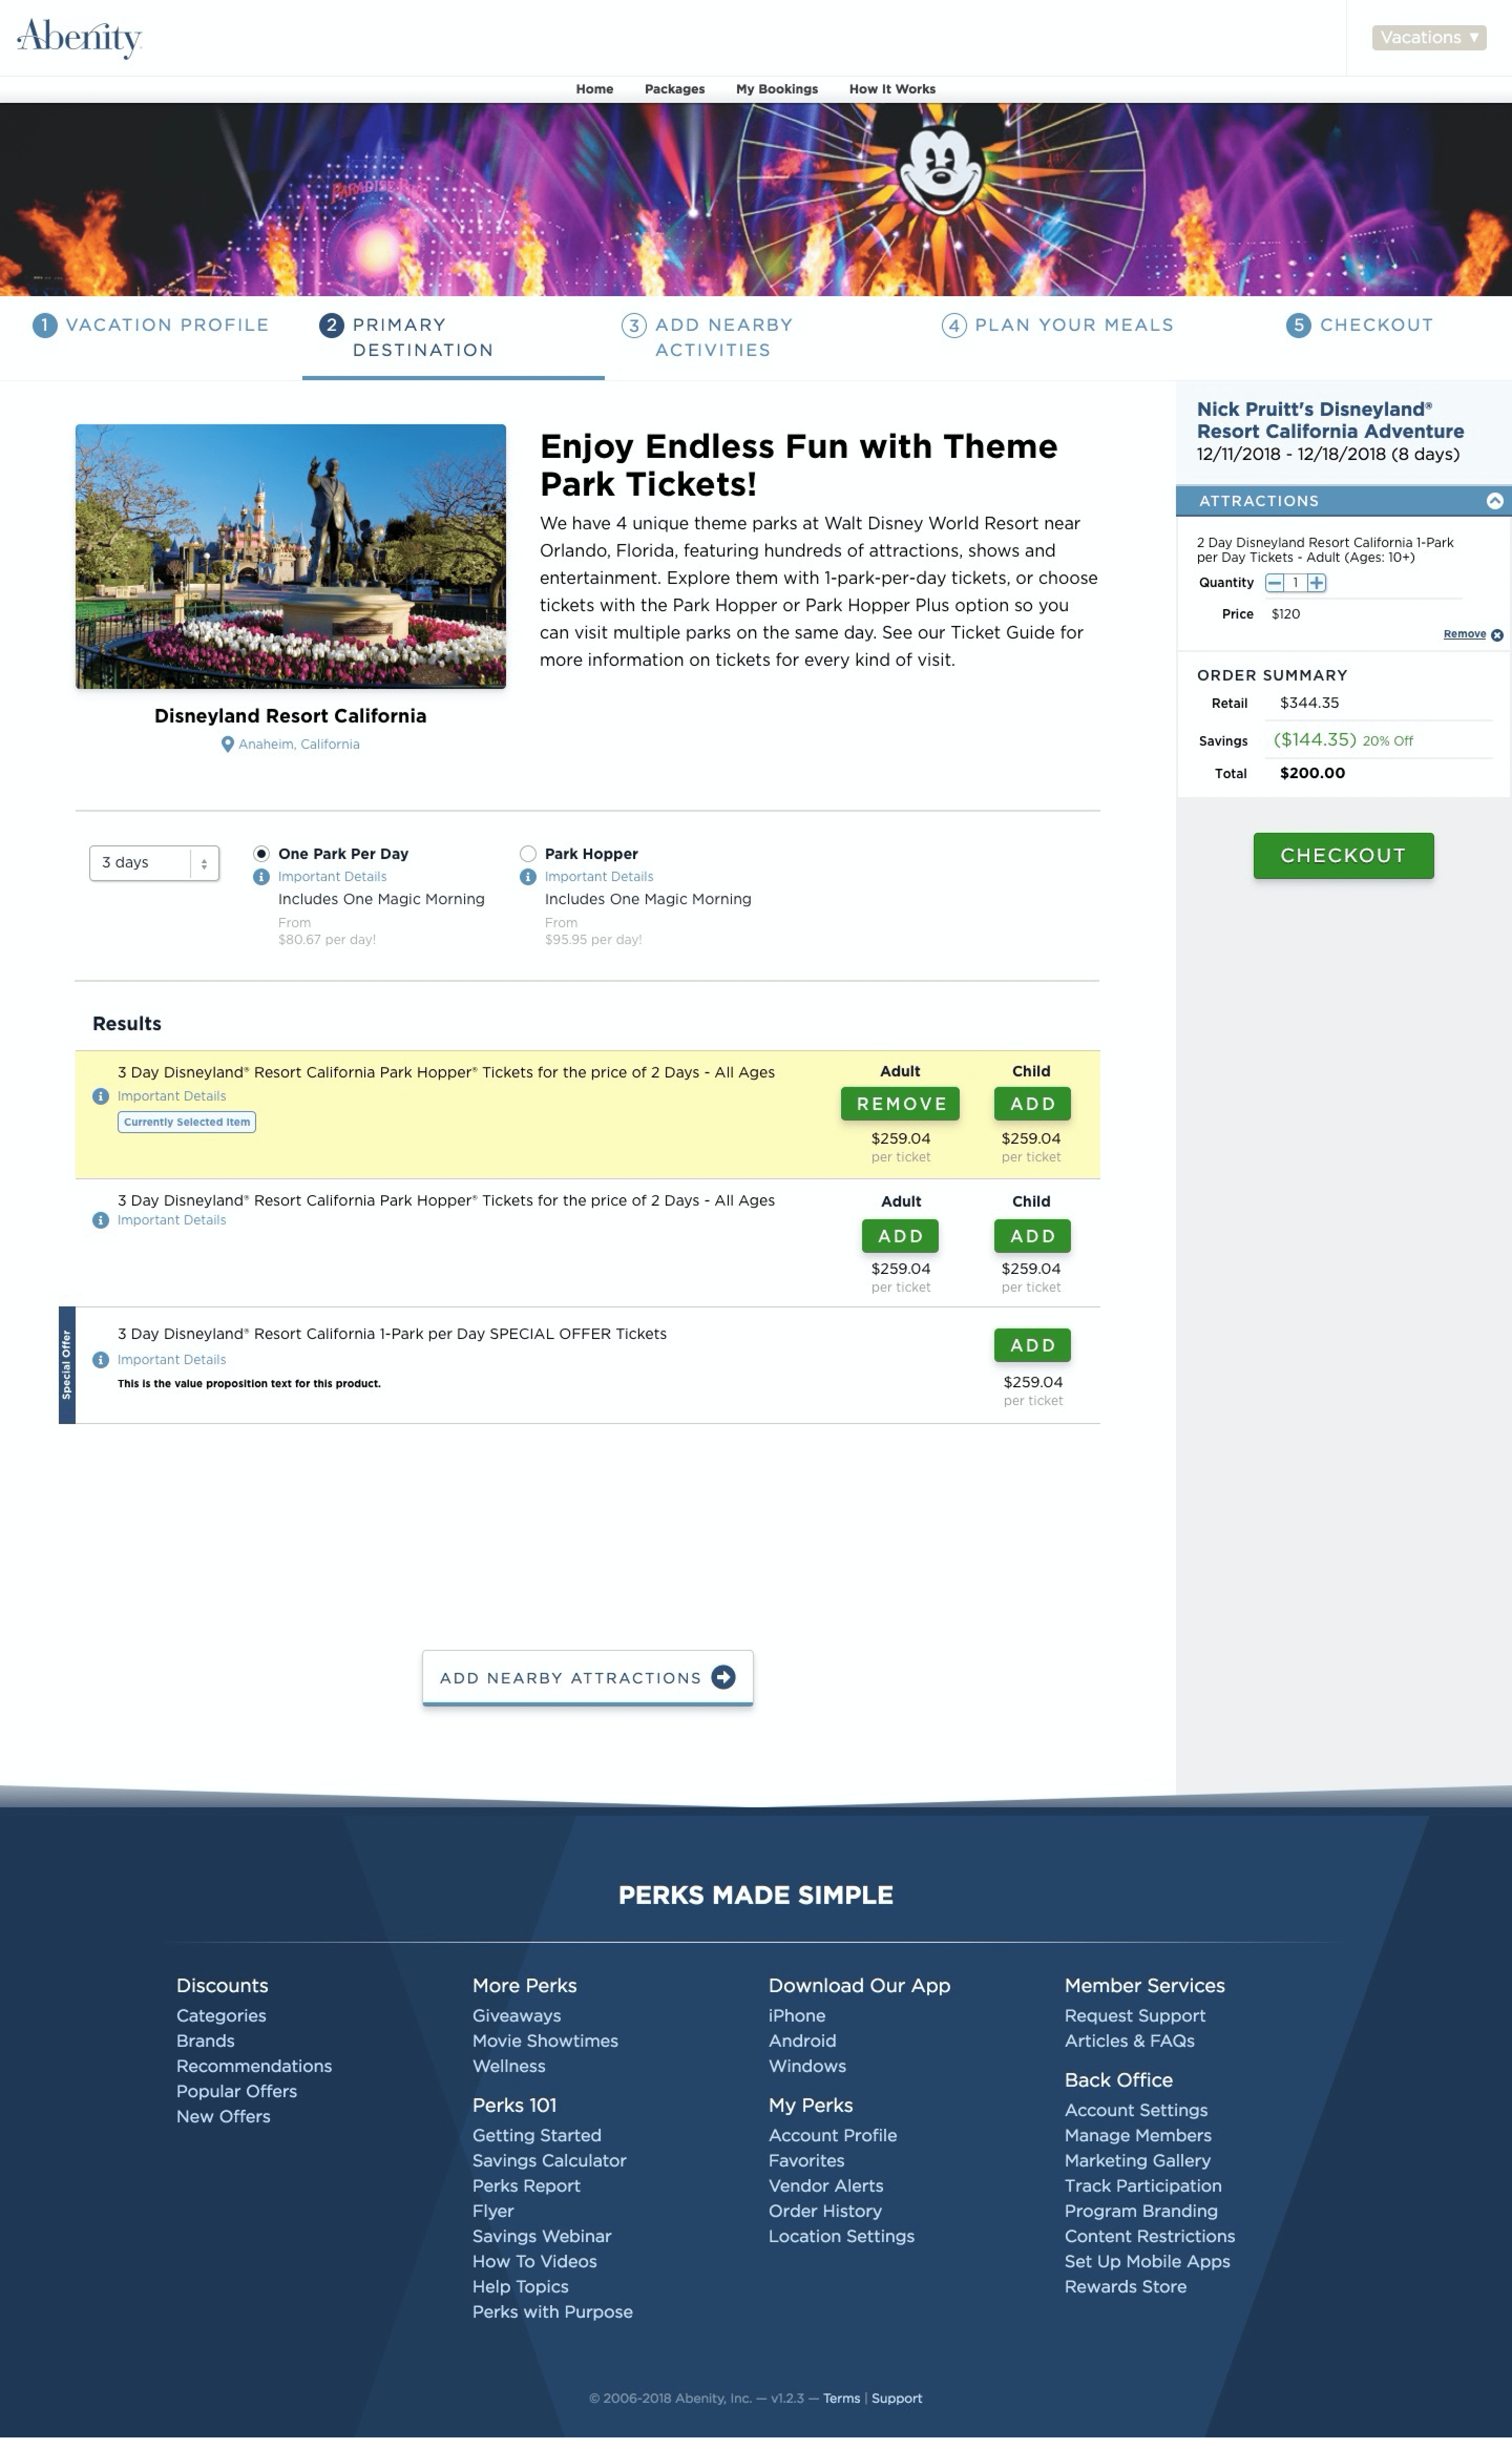 Abenity
Vacations ▼
Home Packages My Bookings How It Works
PARADISE
1 VACATION PROFILE
2 PRIMARY
DESTINATION
3 ADD NEARBY
ACTIVITIES
4 PLAN YOUR MEALS
5 CHECKOUT
Enjoy Endless Fun with Theme
Park Tickets!
We have 4 unique theme parks at Walt Disney World Resort near
Orlando, Florida, featuring hundreds of attractions, shows and
entertainment. Explore them with 1-park-per-day tickets, or choose
tickets with the Park Hopper or Park Hopper Plus option so you
can visit multiple parks on the same day. See our Ticket Guide for
more information on tickets for every kind of visit.
Disneyland Resort California
Anaheim, California
Nick Pruitt's Disneyland®
Resort California Adventure
12/11/2018 - 12/18/2018 (8 days)
ATTRACTIONS
2 Day Disneyland Resort California 1-Park
per Day Tickets - Adult (Ages: 10+)
Quantity 1
Price $120
Remove
ORDER SUMMARY
Retail $344.35
Savings ($144.35) 20% Off
Total $200.00
CHECKOUT
3 days
One Park Per Day
Important Details
Includes One Magic Morning
From
$80.67 per day!
Park Hopper
Important Details
Includes One Magic Morning
From
$95.95 per day!
Results
3 Day Disneyland® Resort California Park Hopper® Tickets for the price of 2 Days - All Ages
Important Details
Currently Selected Item
Adult
REMOVE
$259.04
per ticket
Child
ADD
$259.04
per ticket
3 Day Disneyland® Resort California Park Hopper® Tickets for the price of 2 Days - All Ages
Important Details
Adult
ADD
$259.04
per ticket
Child
ADD
$259.04
per ticket
Special Offer
3 Day Disneyland® Resort California 1-Park per Day SPECIAL OFFER Tickets
Important Details
This is the value proposition text for this product.
ADD
$259.04
per ticket
ADD NEARBY ATTRACTIONS
PERKS MADE SIMPLE
Discounts
Categories
Brands
Recommendations
Popular Offers
New Offers
More Perks
Giveaways
Movie Showtimes
Wellness
Perks 101
Getting Started
Savings Calculator
Perks Report
Flyer
Savings Webinar
How To Videos
Help Topics
Perks with Purpose
Download Our App
iPhone
Android
Windows
My Perks
Account Profile
Favorites
Vendor Alerts
Order History
Location Settings
Member Services
Request Support
Articles & FAQs
Back Office
Account Settings
Manage Members
Marketing Gallery
Track Participation
Program Branding
Content Restrictions
Set Up Mobile Apps
Rewards Store
© 2006-2018 Abenity, Inc. — v1.2.3 — Terms | Support